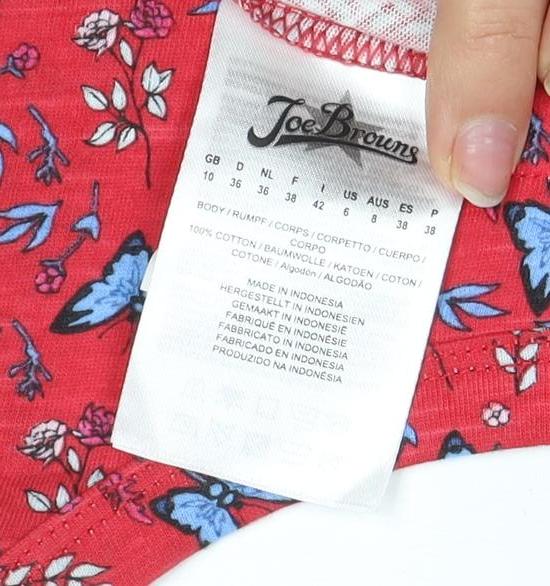 Joe Browns
GB D NL F I US AUS ES P
10 36 36 38 42 6 8 38 38
BODY / RUMPF / CORPS / CORPETTO / CUERPO /
CORPO
100% COTTON / BAUMWOLLE / KATOEN / COTON /
COTONE / Algodón / ALGODÃO
MADE IN INDONESIA
HERGESTELLT IN INDONESIEN
GEMAAKT IN INDONESIË
FABRIQUÉ EN INDONÉSIE
FABBRICATO IN INDONESIA
FABRICADO EN INDONESIA
PRODUZIDO NA INDONÉSIA